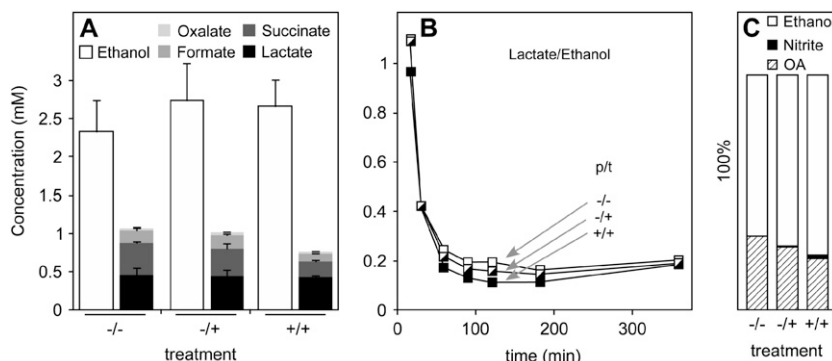 A
Oxalate Succinate
Ethanol Formate Lactate
Concentration (mM)
3
2.5
2
1.5
1
0.5
0
-/- -/+ +/+
treatment
B
Lactate/Ethanol
1
0.8
0.6
0.4
0.2
0
p/t
-/-
-/+
+/+
0 100 200 300
time (min)
C
Ethanol
Nitrite
OA
100%
-/- -/+ +/+
treatment